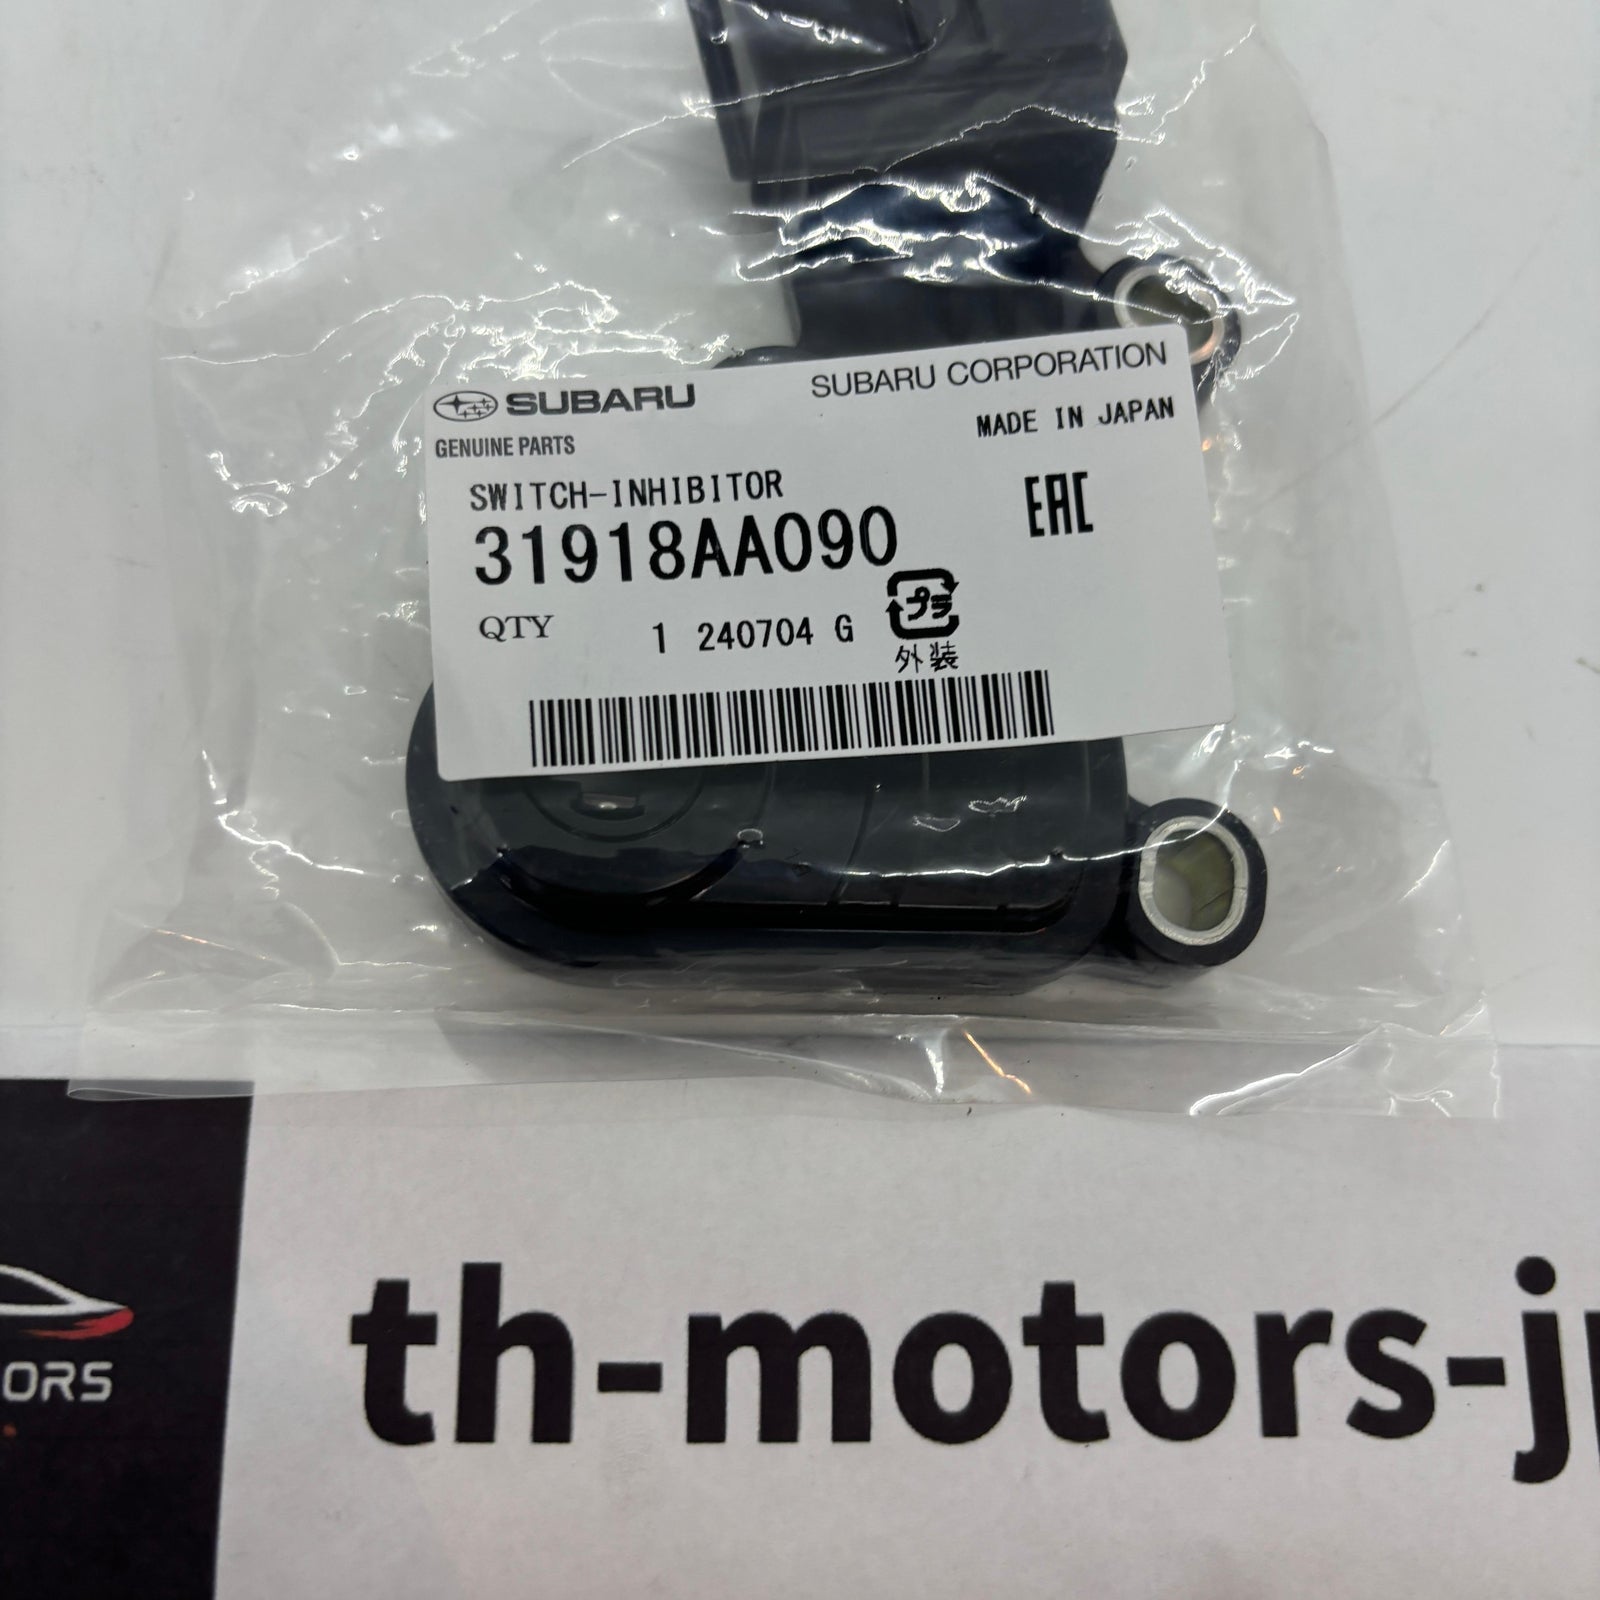 SUBARU
SUBARU CORPORATION
GENUINE PARTS
MADE IN JAPAN
SWITCH-INHIBITOR
EAC
31918AA090
プラ
QTY 1 240704 G
外装
th-motors-jp
ORS